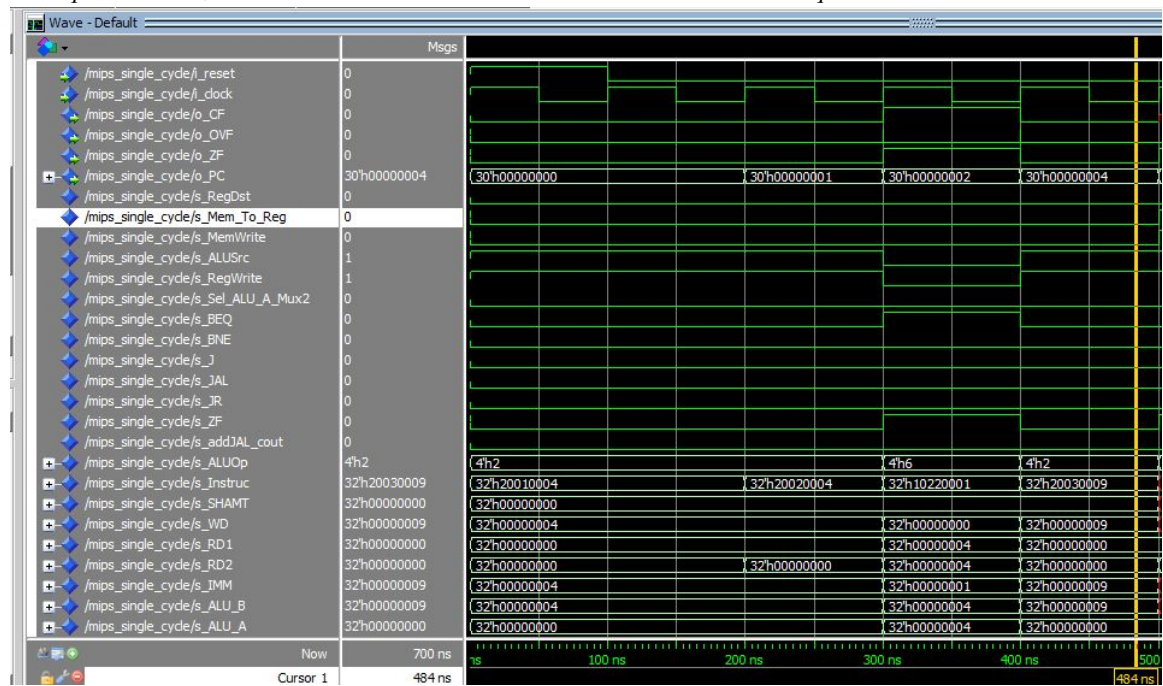 Wave - Default
Msgs
/mips_single_cycle/i_reset 0
/mips_single_cycle/i_clock 0
/mips_single_cycle/o_CF 0
/mips_single_cycle/o_OVF 0
/mips_single_cycle/o_ZF 0
/mips_single_cycle/o_PC 30'h00000004 30'h00000000 30'h00000001 30'h00000002 30'h00000004
/mips_single_cycle/s_RegDst 0
/mips_single_cycle/s_Mem_To_Reg 0
/mips_single_cycle/s_MemWrite 0
/mips_single_cycle/s_ALUSrc 1
/mips_single_cycle/s_RegWrite 1
/mips_single_cycle/s_Sel_ALU_A_Mux2 0
/mips_single_cycle/s_BEQ 0
/mips_single_cycle/s_BNE 0
/mips_single_cycle/s_J 0
/mips_single_cycle/s_JAL 0
/mips_single_cycle/s_JR 0
/mips_single_cycle/s_ZF 0
/mips_single_cycle/s_addJAL_cout 0
/mips_single_cycle/s_ALUOp 4'h2 4'h2 4'h6 4'h2
/mips_single_cycle/s_Instruc 32'h20030009 32'h20010004 32'h20020004 32'h10220001 32'h20030009
/mips_single_cycle/s_SHAMT 32'h00000000 32'h00000000
/mips_single_cycle/s_WD 32'h00000009 32'h00000004 32'h00000000 32'h00000009
/mips_single_cycle/s_RD1 32'h00000000 32'h00000000 32'h00000004 32'h00000000
/mips_single_cycle/s_RD2 32'h00000000 32'h00000000 32'h00000000 32'h00000004 32'h00000000
/mips_single_cycle/s_IMM 32'h00000009 32'h00000004 32'h00000001 32'h00000009
/mips_single_cycle/s_ALU_B 32'h00000009 32'h00000004 32'h00000004 32'h00000009
/mips_single_cycle/s_ALU_A 32'h00000000 32'h00000000 32'h00000004 32'h00000000
Now 700 ns ns 100 ns 200 ns 300 ns 400 ns 500
Cursor 1 484 ns 484 ns